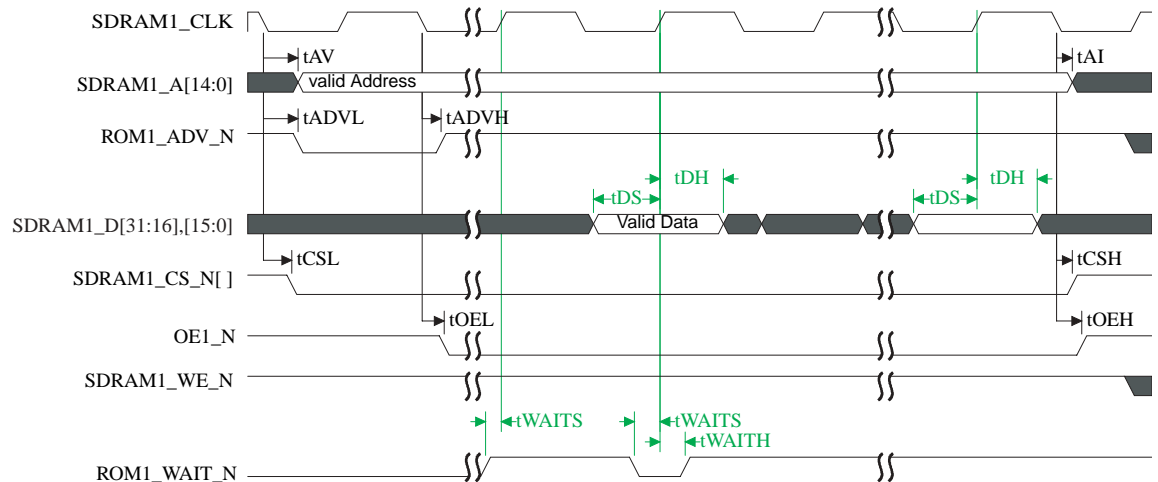 SDRAM1_CLK
tAV
tAI
SDRAM1_A[14:0]
valid Address
tADVL
tADVH
ROM1_ADV_N
tDS
tDH
tDS
tDH
SDRAM1_D[31:16],[15:0]
Valid Data
tCSL
tCSH
SDRAM1_CS_N[ ]
tOEL
tOEH
OE1_N
SDRAM1_WE_N
tWAITS
tWAITS
tWAITH
ROM1_WAIT_N